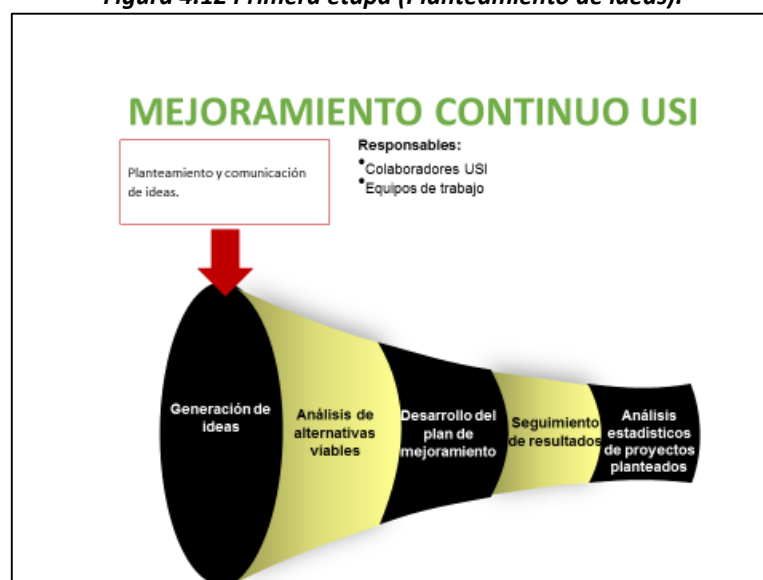 Figura 4.12 Primera etapa (Planteamiento de ideas).
MEJORAMIENTO CONTINUO USI
Planteamiento y comunicación
de ideas.
Responsables:
•Colaboradores USI
•Equipos de trabajo
Generación de
ideas
Análisis de
alternativas
viables
Desarrollo del
plan de
mejoramiento
Seguimiento
de resultados
Análisis
estadísticos
de proyectos
planteados